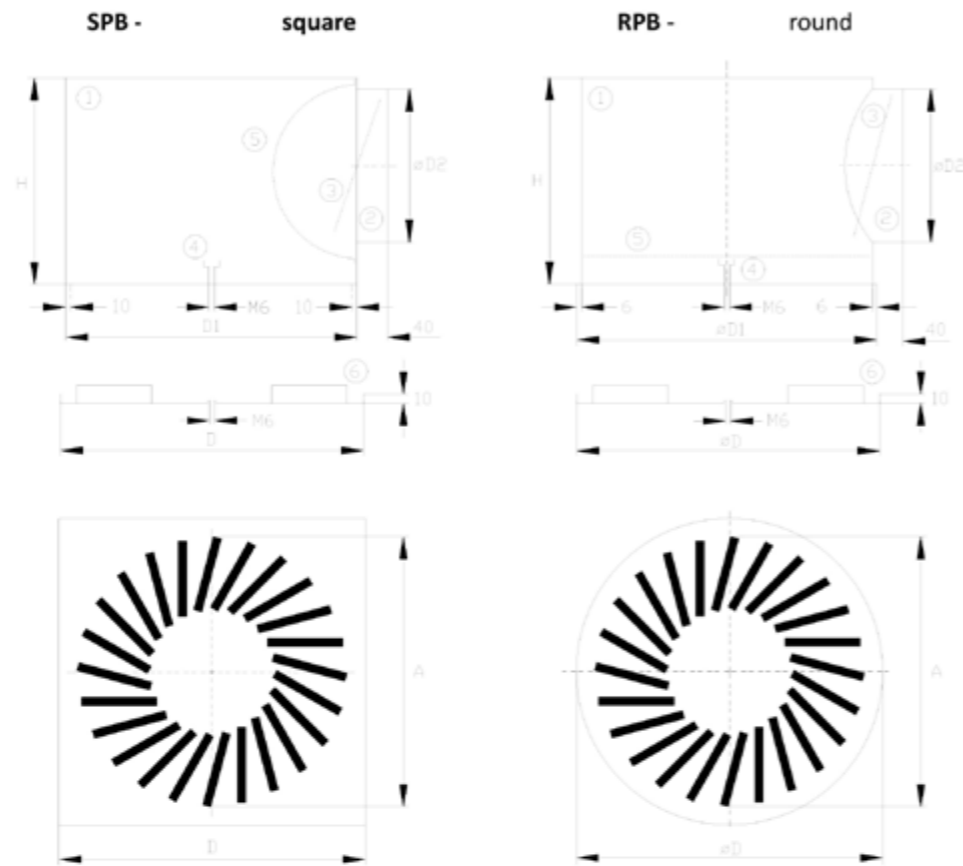 SPB - square RPB - round
① ①
③
⑤
H øD2 H øD2
③
② ②
④ ⑤ ④
10 M6 10 6 M6 6
D1 40 øD1 40
⑥ ⑥
10 10
M6 M6
D øD
A A
D øD